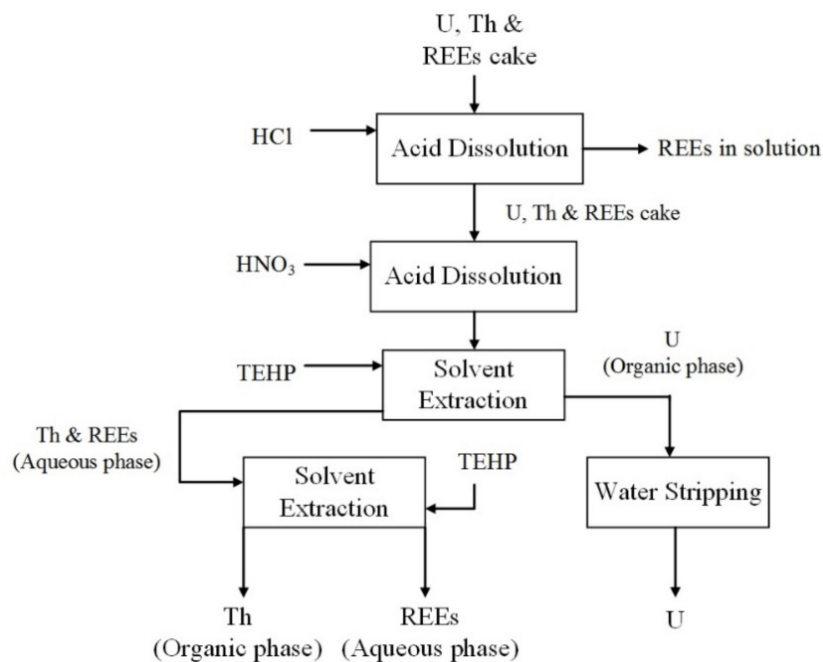 U, Th &
REEs cake
HCl
Acid Dissolution
REEs in solution
U, Th & REEs cake
HNO₃
Acid Dissolution
U
(Organic phase)
TEHP
Solvent
Extraction
Th & REEs
(Aqueous phase)
TEHP
Solvent
Extraction
Water Stripping
Th
(Organic phase)
REEs
(Aqueous phase)
U